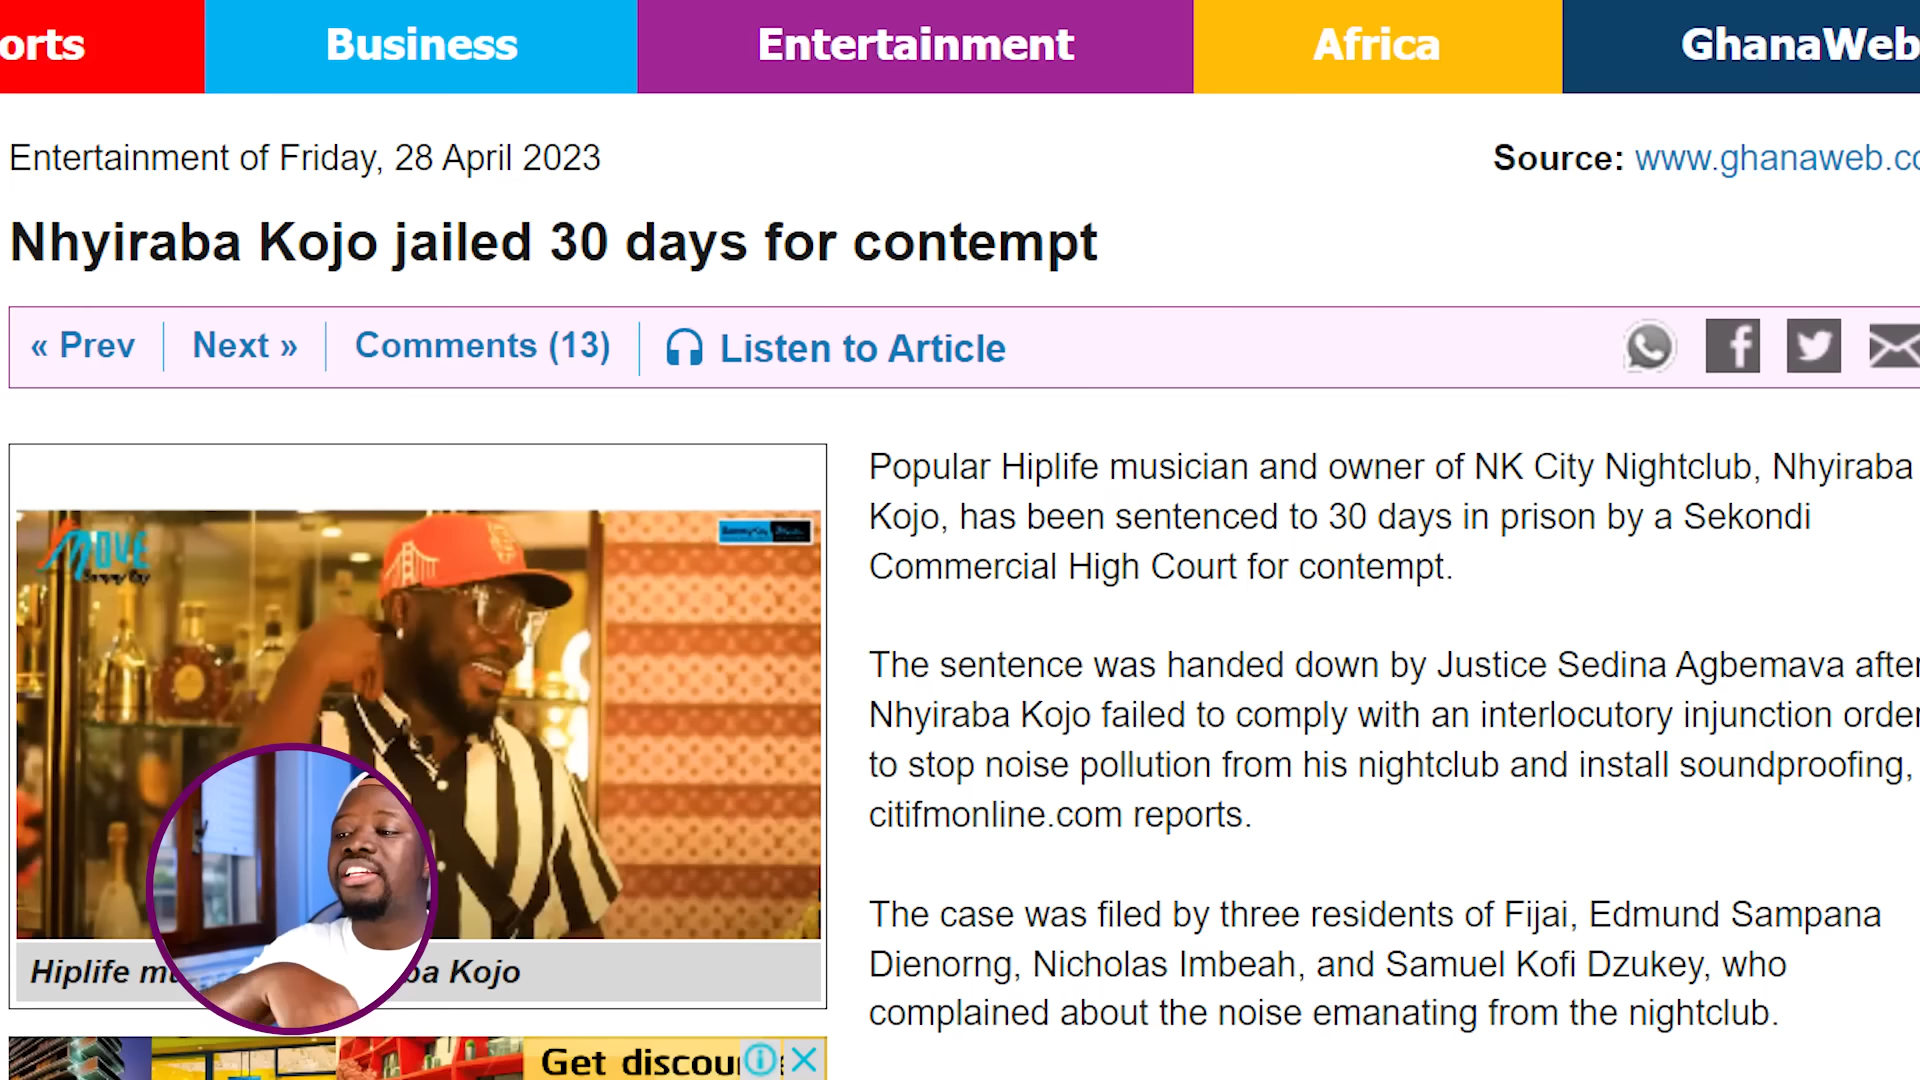 orts
Business
Entertainment
Africa
GhanaWeb
Entertainment of Friday, 28 April 2023
Source: www.ghanaweb.co
Nhyiraba Kojo jailed 30 days for contempt
« Prev
Next »
Comments (13)
Listen to Article
Popular Hiplife musician and owner of NK City Nightclub, Nhyiraba
Kojo, has been sentenced to 30 days in prison by a Sekondi
Commercial High Court for contempt.
The sentence was handed down by Justice Sedina Agbemava after
Nhyiraba Kojo failed to comply with an interlocutory injunction order
to stop noise pollution from his nightclub and install soundproofing,
citifmonline.com reports.
The case was filed by three residents of Fijai, Edmund Sampana
Dienorng, Nicholas Imbeah, and Samuel Kofi Dzukey, who
complained about the noise emanating from the nightclub.
MOVE
Sammy Kay
Hiplife mu ba Kojo
Get discou